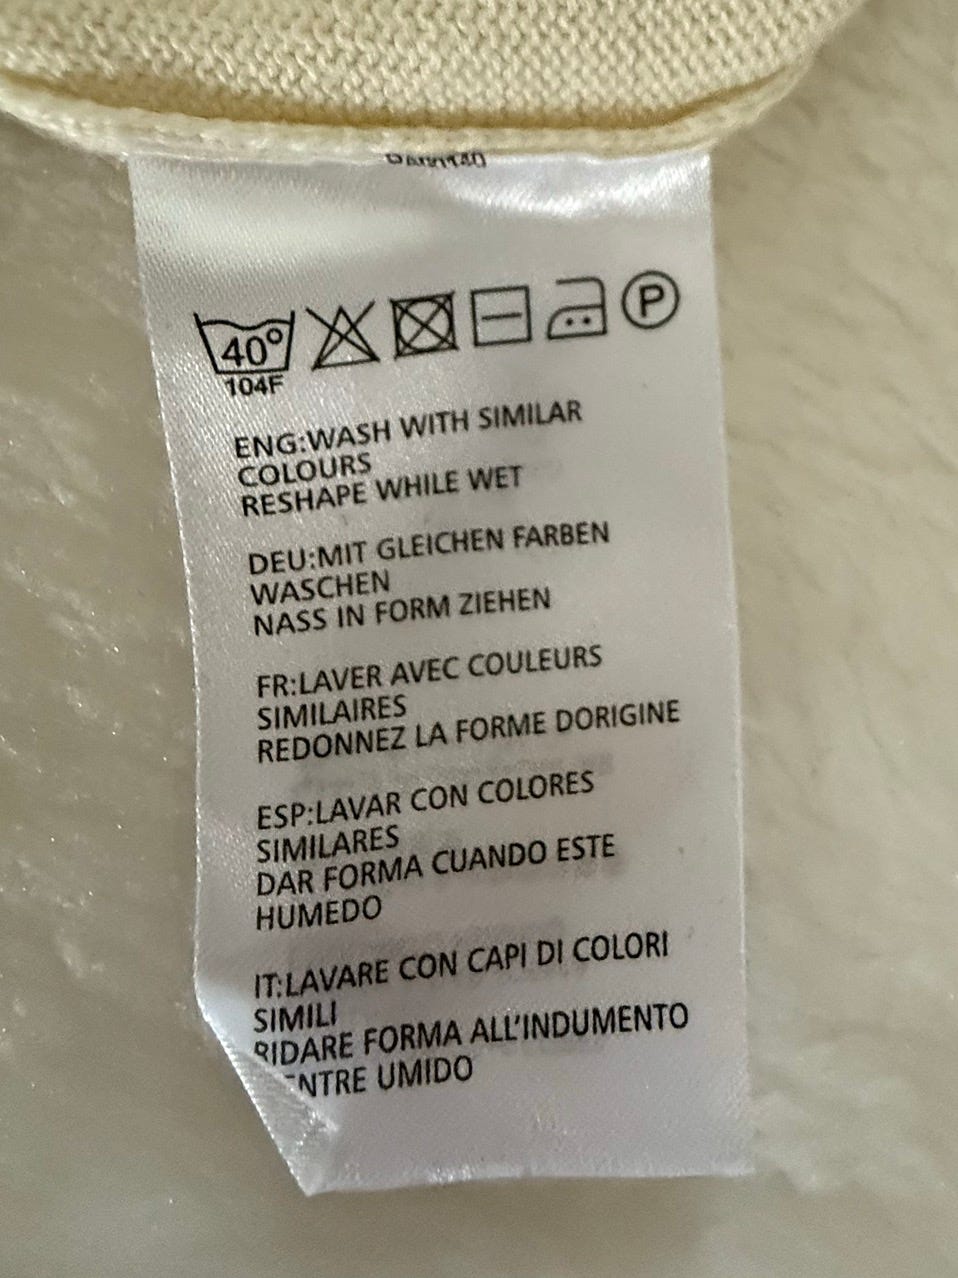 40°
104F
P
ENG:WASH WITH SIMILAR
COLOURS
RESHAPE WHILE WET
DEU:MIT GLEICHEN FARBEN
WASCHEN
NASS IN FORM ZIEHEN
FR:LAVER AVEC COULEURS
SIMILAIRES
REDONNEZ LA FORME DORIGINE
ESP:LAVAR CON COLORES
SIMILARES
DAR FORMA CUANDO ESTE
HUMEDO
IT:LAVARE CON CAPI DI COLORI
SIMILI
RIDARE FORMA ALL'INDUMENTO
ENTRE UMIDO